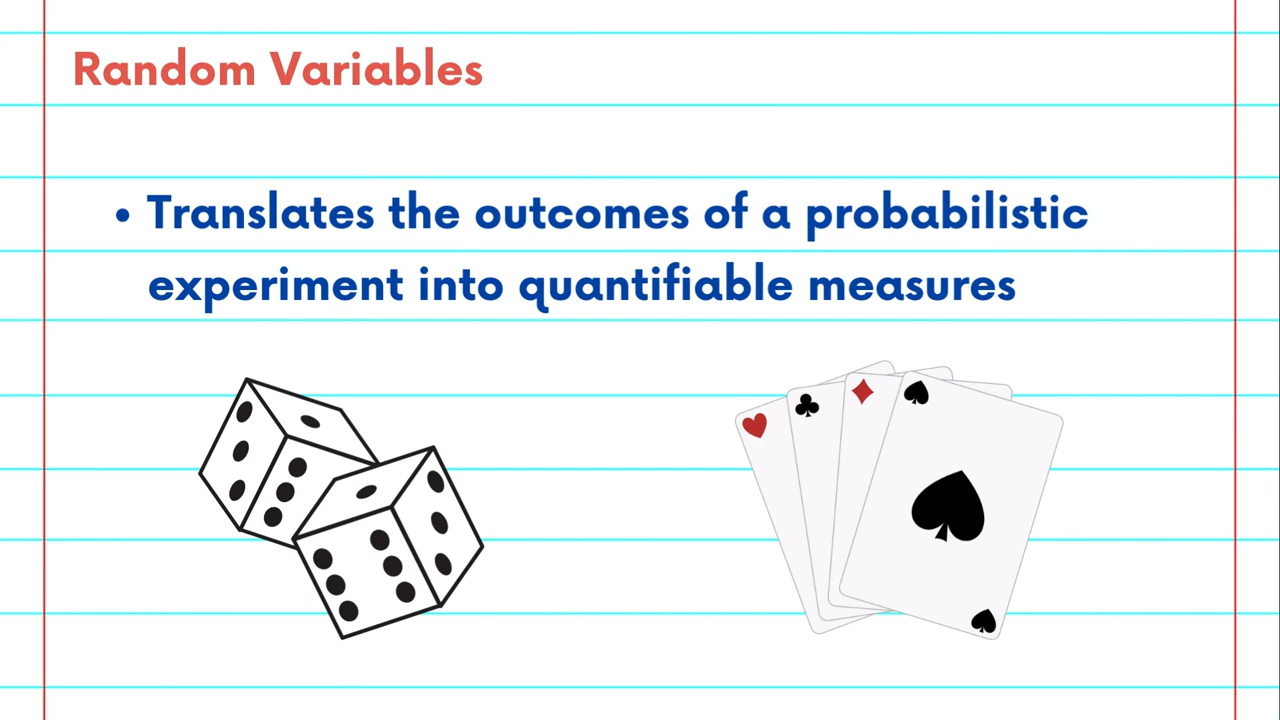 Random Variables
• Translates the outcomes of a probabilistic
experiment into quantifiable measures